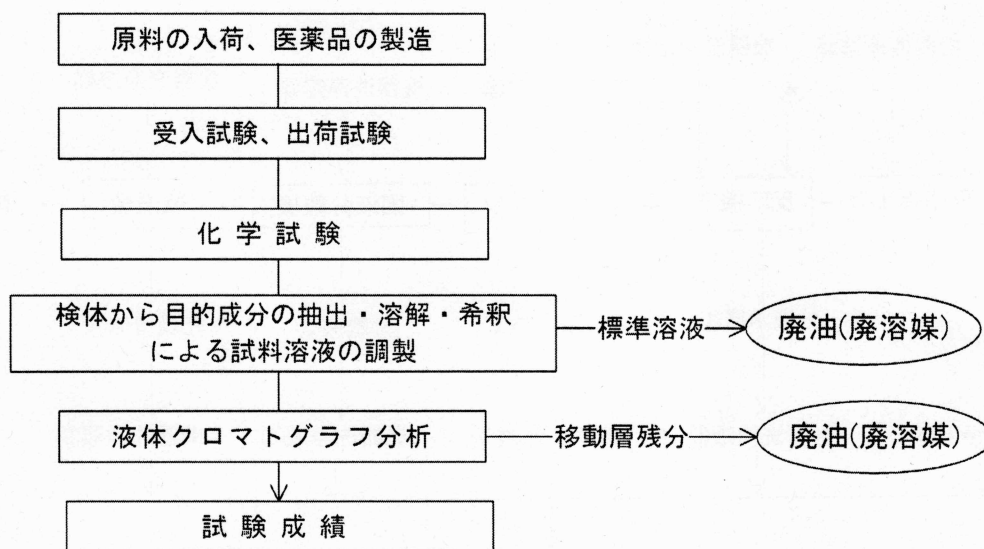 原料の入荷、医薬品の製造
受入試験、出荷試験
化学試験
検体から目的成分の抽出・溶解・希釈
による試料溶液の調製
標準溶液
廃油(廃溶媒)
液体クロマトグラフ分析
移動層残分
廃油(廃溶媒)
試験成績